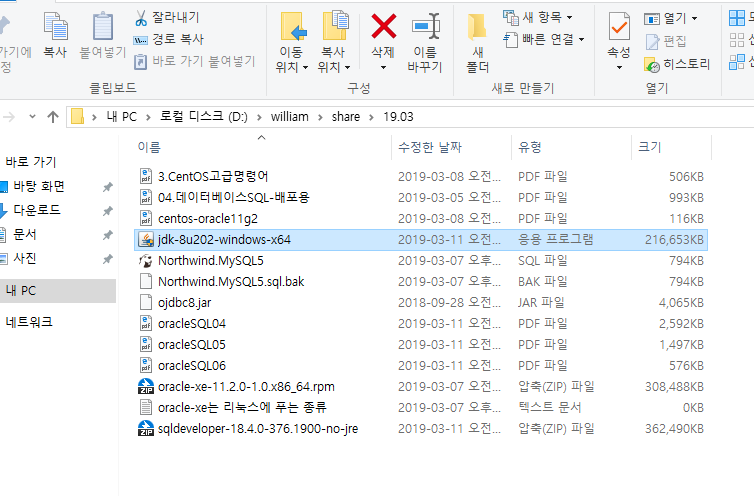 잘라내기
새 항목
열기
경로 복사
빠른 연결
편집
가기에
정
복사
붙여넣기
바로 가기 붙여넣기
이동
위치
복사
위치
삭제
이름
바꾸기
새
폴더
속성
히스토리
클립보드
구성
새로 만들기
열기
내 PC > 로컬 디스크 (D:) > william > share > 19.03
이름 수정한 날짜 유형 크기
바로 가기
바탕 화면
다운로드
문서
사진
내 PC
네트워크
3.CentOS고급명령어 2019-03-08 오전... PDF 파일 506KB
04.데이터베이스SQL-배포용 2019-03-05 오전... PDF 파일 993KB
centos-oracle11g2 2019-03-08 오전... PDF 파일 116KB
jdk-8u202-windows-x64 2019-03-11 오전... 응용 프로그램 216,653KB
Northwind.MySQL5 2019-03-07 오후... SQL 파일 794KB
Northwind.MySQL5.sql.bak 2019-03-07 오후... BAK 파일 794KB
ojdbc8.jar 2018-09-28 오전... JAR 파일 4,065KB
oracleSQL04 2019-03-11 오전... PDF 파일 2,592KB
oracleSQL05 2019-03-11 오전... PDF 파일 1,497KB
oracleSQL06 2019-03-11 오전... PDF 파일 576KB
oracle-xe-11.2.0-1.0.x86_64.rpm 2019-03-07 오전... 압축(ZIP) 파일 308,488KB
oracle-xe는 리눅스에 푸는 종류 2019-03-07 오후... 텍스트 문서 0KB
sqldeveloper-18.4.0-376.1900-no-jre 2019-03-11 오전... 압축(ZIP) 파일 362,490KB